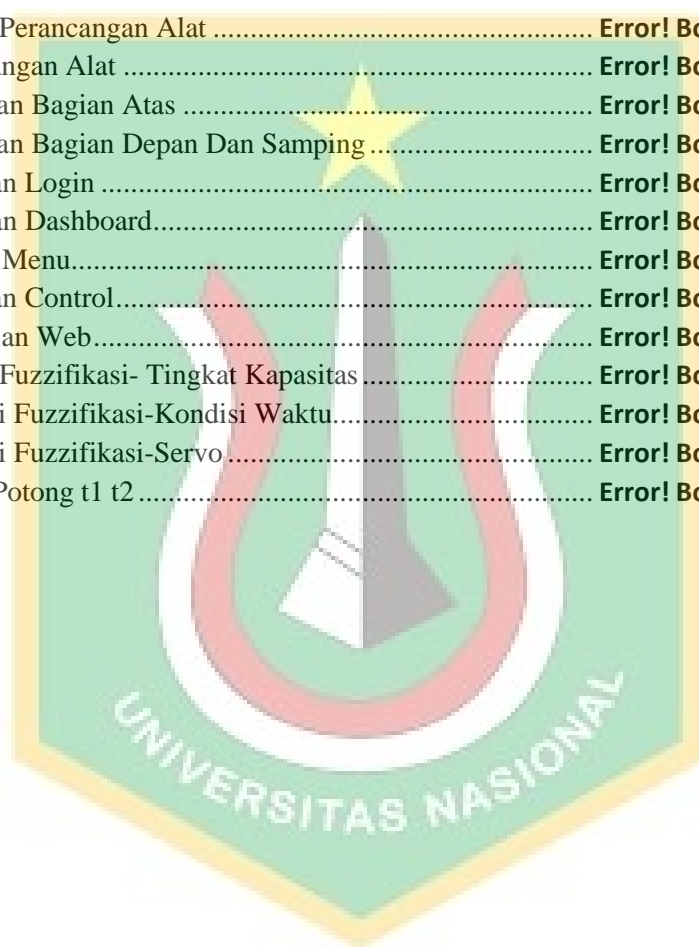 Perancangan Alat ........................................................ Error! Bo
ngan Alat ..................................................................... Error! Bo
an Bagian Atas ............................................................ Error! Bo
an Bagian Depan Dan Samping ................................. Error! Bo
an Login ....................................................................... Error! Bo
an Dashboard................................................................ Error! Bo
Menu............................................................................. Error! Bo
an Control..................................................................... Error! Bo
an Web.......................................................................... Error! Bo
Fuzzifikasi- Tingkat Kapasitas .................................. Error! Bo
i Fuzzifikasi-Kondisi Waktu....................................... Error! Bo
i Fuzzifikasi-Servo ...................................................... Error! Bo
Potong t1 t2 .................................................................. Error! Bo
UNIVERSITAS NASIONAL